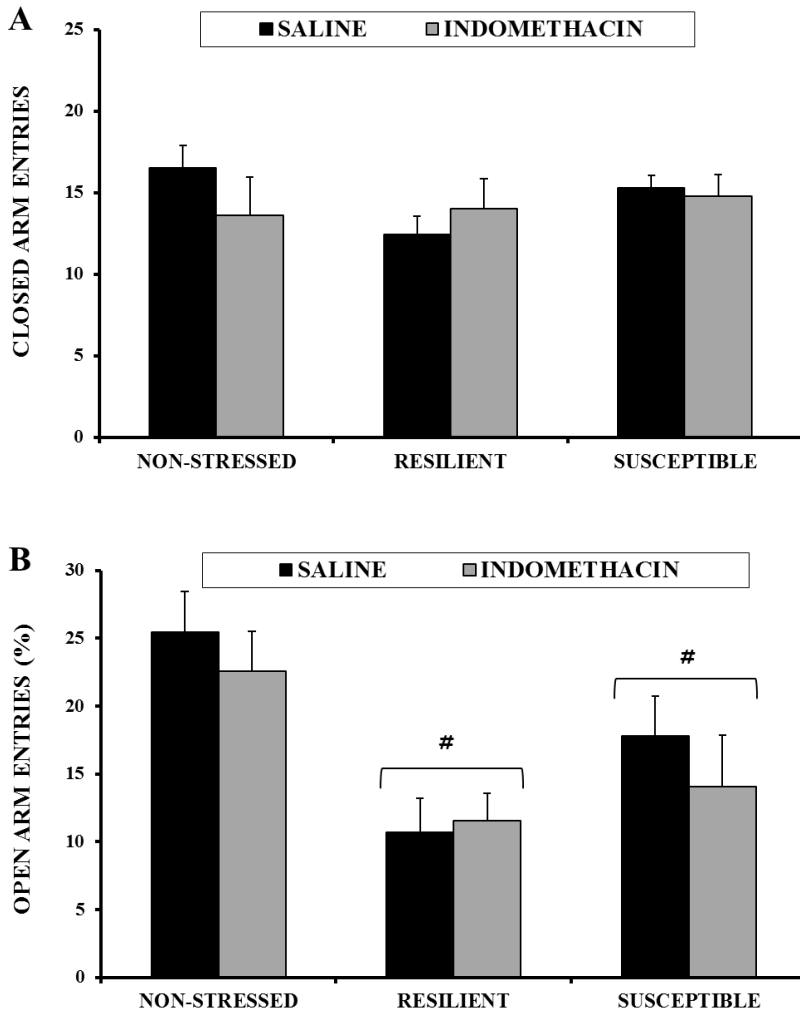 A
SALINE INDOMETHACIN
CLOSED ARM ENTRIES
25
20
15
10
5
0
NON-STRESSED RESILIENT SUSCEPTIBLE
B
SALINE INDOMETHACIN
OPEN ARM ENTRIES (%)
30
25
20
15
10
5
0
#
#
NON-STRESSED RESILIENT SUSCEPTIBLE